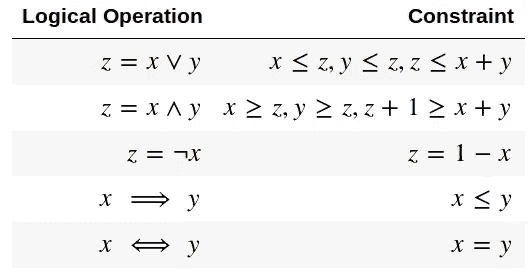 Logical Operation Constraint
z = x ∨ y x ≤ z, y ≤ z, z ≤ x + y
z = x ∧ y x ≥ z, y ≥ z, z + 1 ≥ x + y
z = ¬x z = 1 − x
x ⟹ y x ≤ y
x ⟺ y x = y